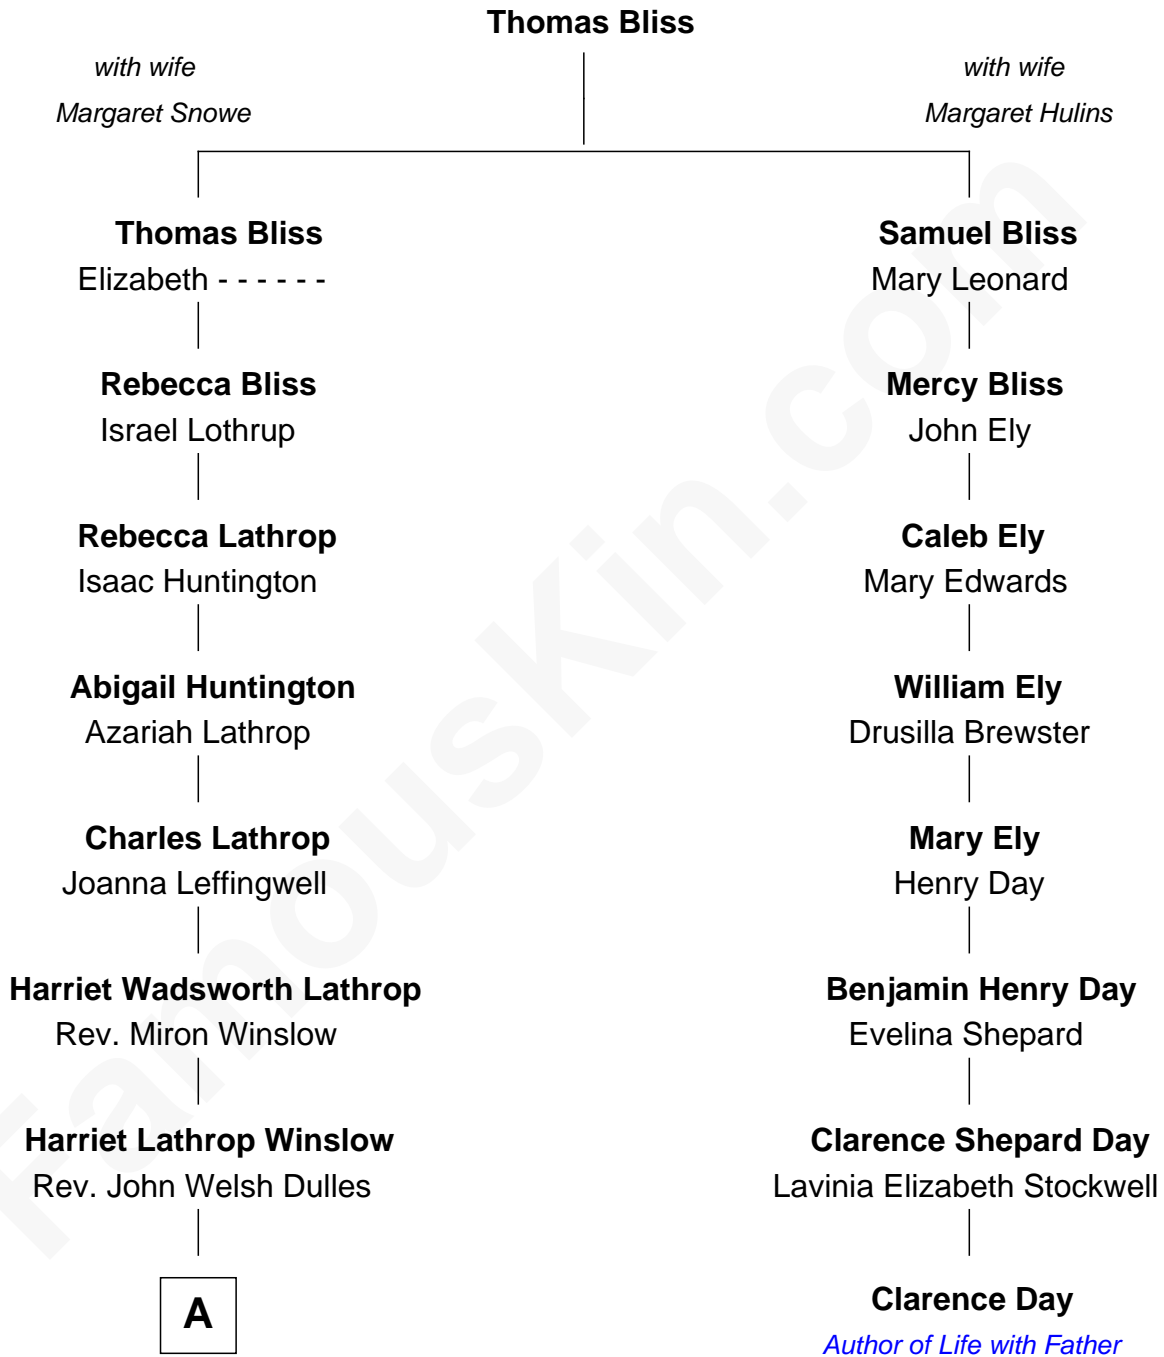 Thomas Bliss
with wife
Margaret Snowe
with wife
Margaret Hulins
Thomas Bliss
Elizabeth - - - - - -
Samuel Bliss
Mary Leonard
Rebecca Bliss
Israel Lothrup
Mercy Bliss
John Ely
Rebecca Lathrop
Isaac Huntington
Caleb Ely
Mary Edwards
Abigail Huntington
Azariah Lathrop
William Ely
Drusilla Brewster
Charles Lathrop
Joanna Leffingwell
Mary Ely
Henry Day
Harriet Wadsworth Lathrop
Rev. Miron Winslow
Benjamin Henry Day
Evelina Shepard
Harriet Lathrop Winslow
Rev. John Welsh Dulles
Clarence Shepard Day
Lavinia Elizabeth Stockwell
A
Clarence Day
Author of Life with Father
FamousKin.com